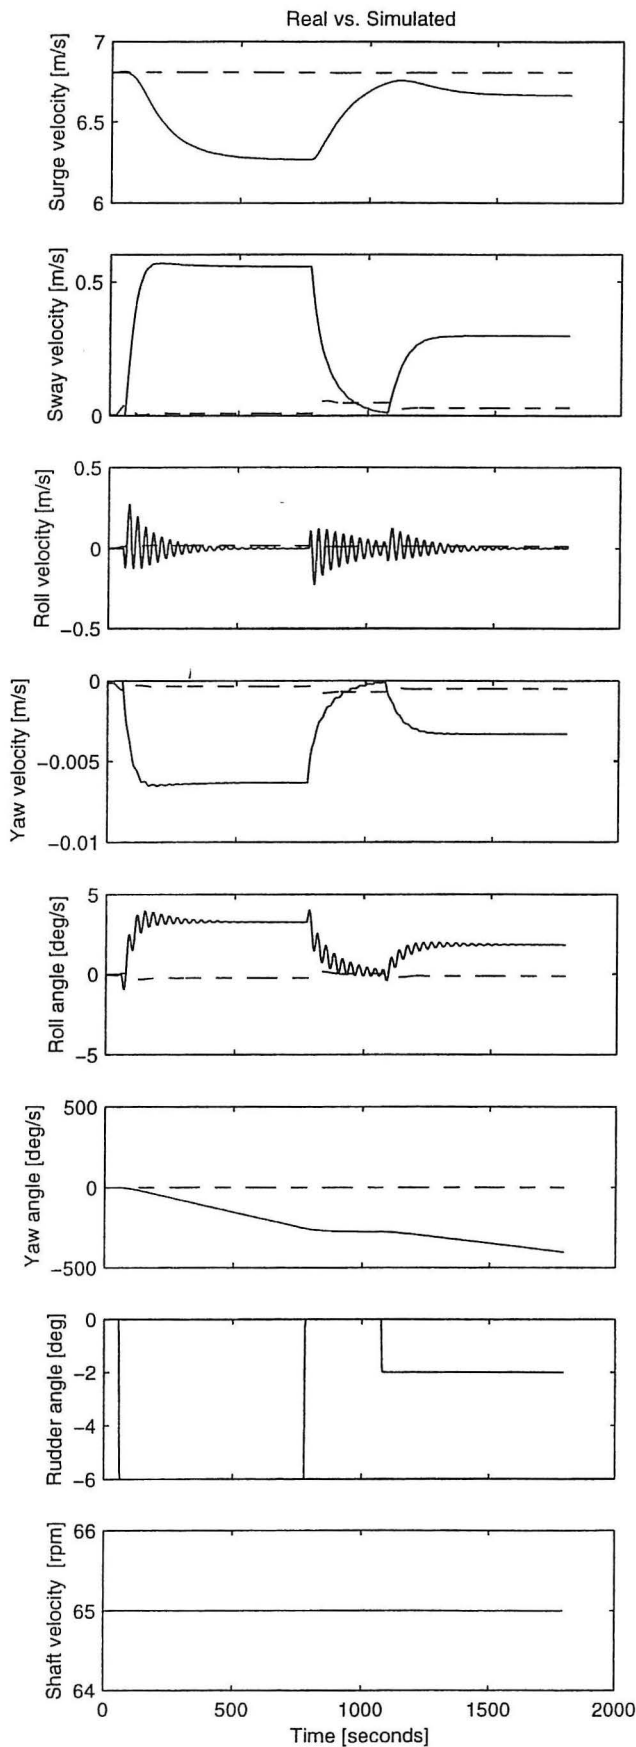 Real vs. Simulated
Surge velocity [m/s]
7
6.5
6
Sway velocity [m/s]
0.5
0
Roll velocity [m/s]
0.5
0
−0.5
Yaw velocity [m/s]
0
−0.005
−0.01
Roll angle [deg/s]
5
0
−5
Yaw angle [deg/s]
500
0
−500
Rudder angle [deg]
0
−2
−4
−6
Shaft velocity [rpm]
66
65
64
0 500 1000 1500 2000
Time [seconds]